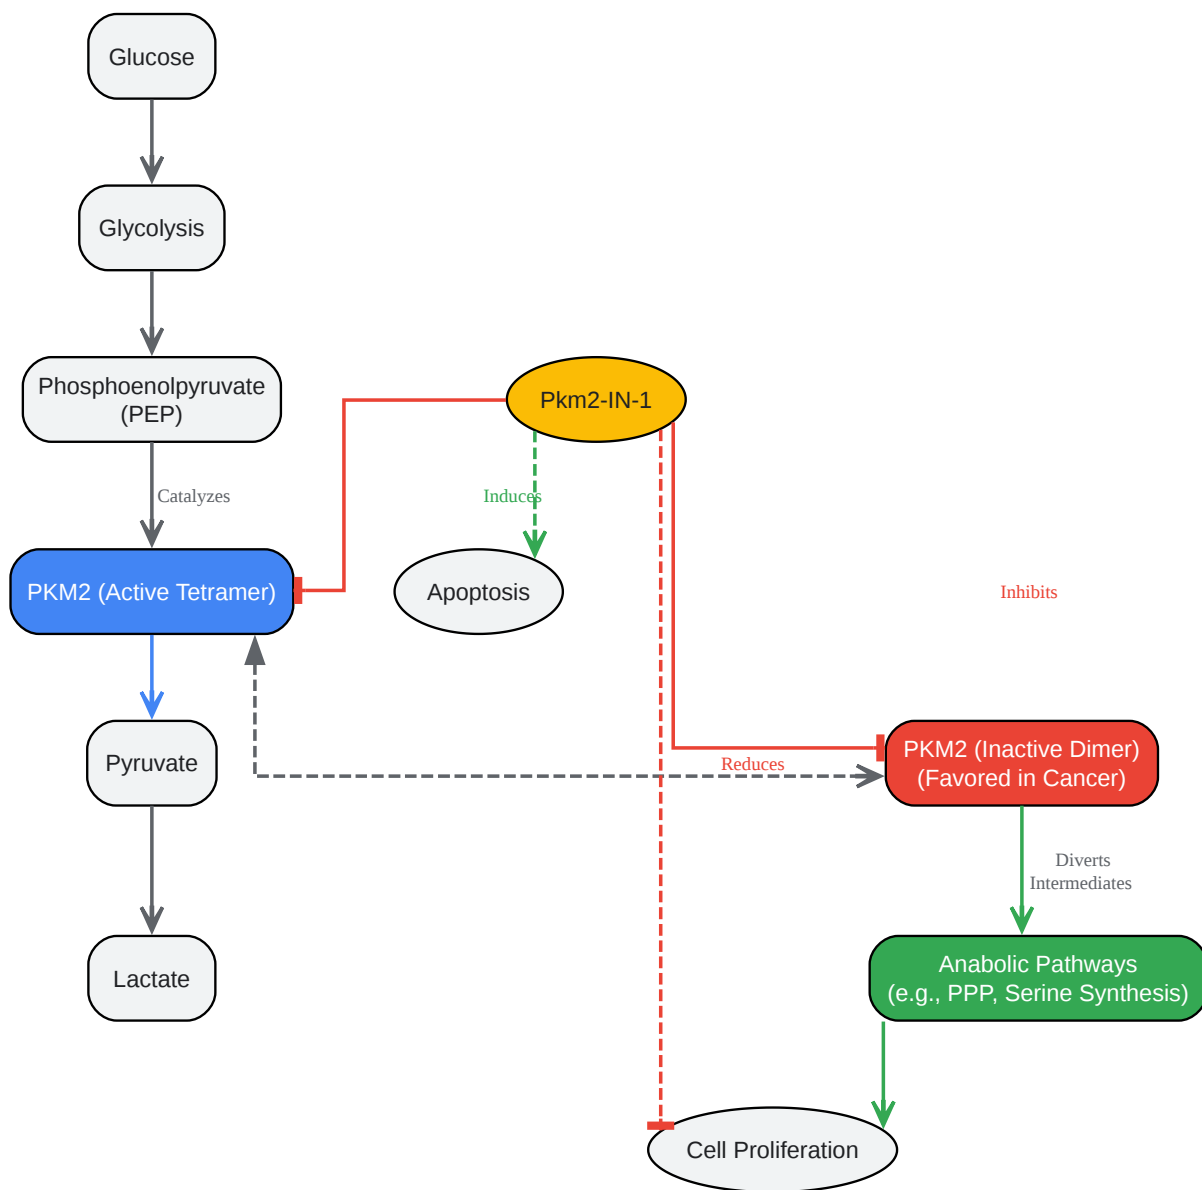 Glucose
Glycolysis
Phosphoenolpyruvate
(PEP)
Pkm2-IN-1
Catalyzes
Induces
PKM2 (Active Tetramer)
Apoptosis
Inhibits
Pyruvate
Reduces
PKM2 (Inactive Dimer)
(Favored in Cancer)
Diverts
Intermediates
Lactate
Anabolic Pathways
(e.g., PPP, Serine Synthesis)
Cell Proliferation